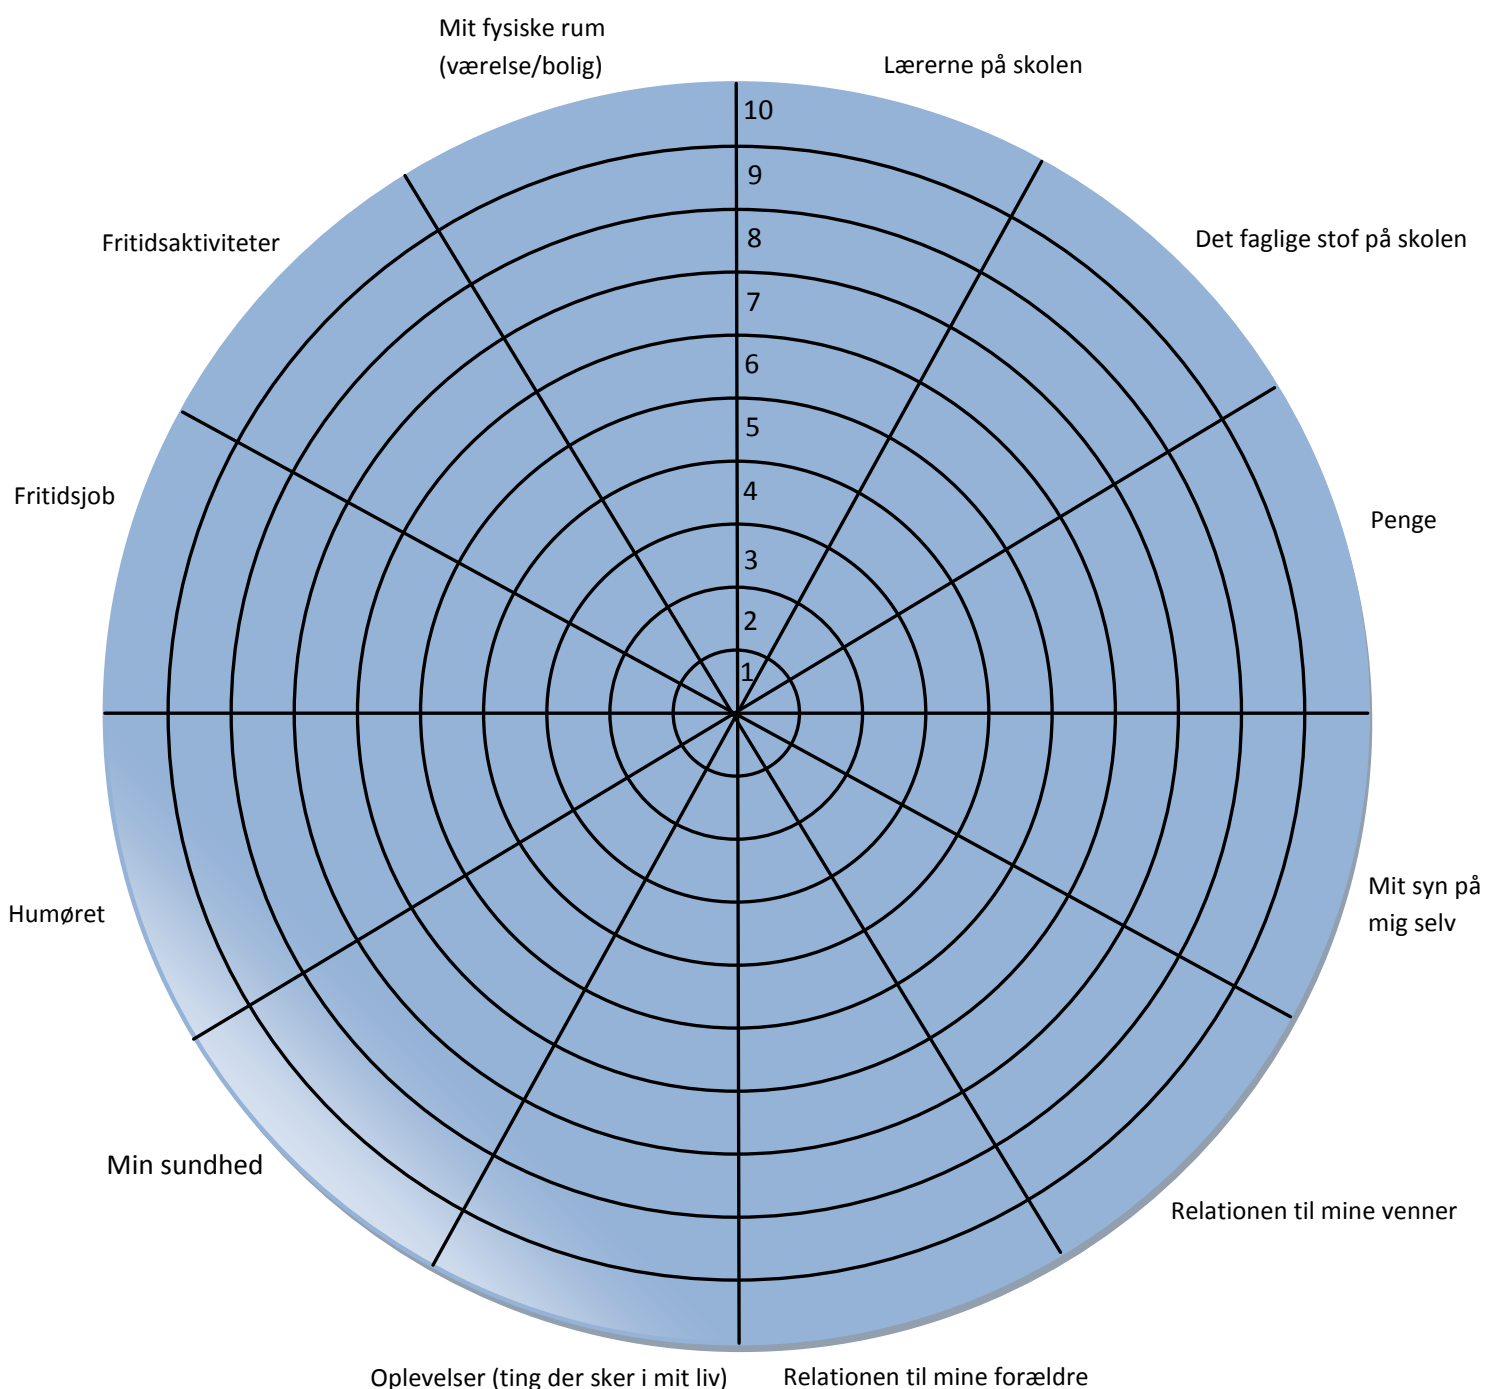 Mit fysiske rum
(værelse/bolig)
Lærerne på skolen
10
9
Fritidsaktiviteter
8
Det faglige stof på skolen
7
6
5
Fritidsjob
4
Penge
3
2
1
Humøret
Mit syn på
mig selv
Min sundhed
Relationen til mine venner
Oplevelser (ting der sker i mit liv)
Relationen til mine forældre